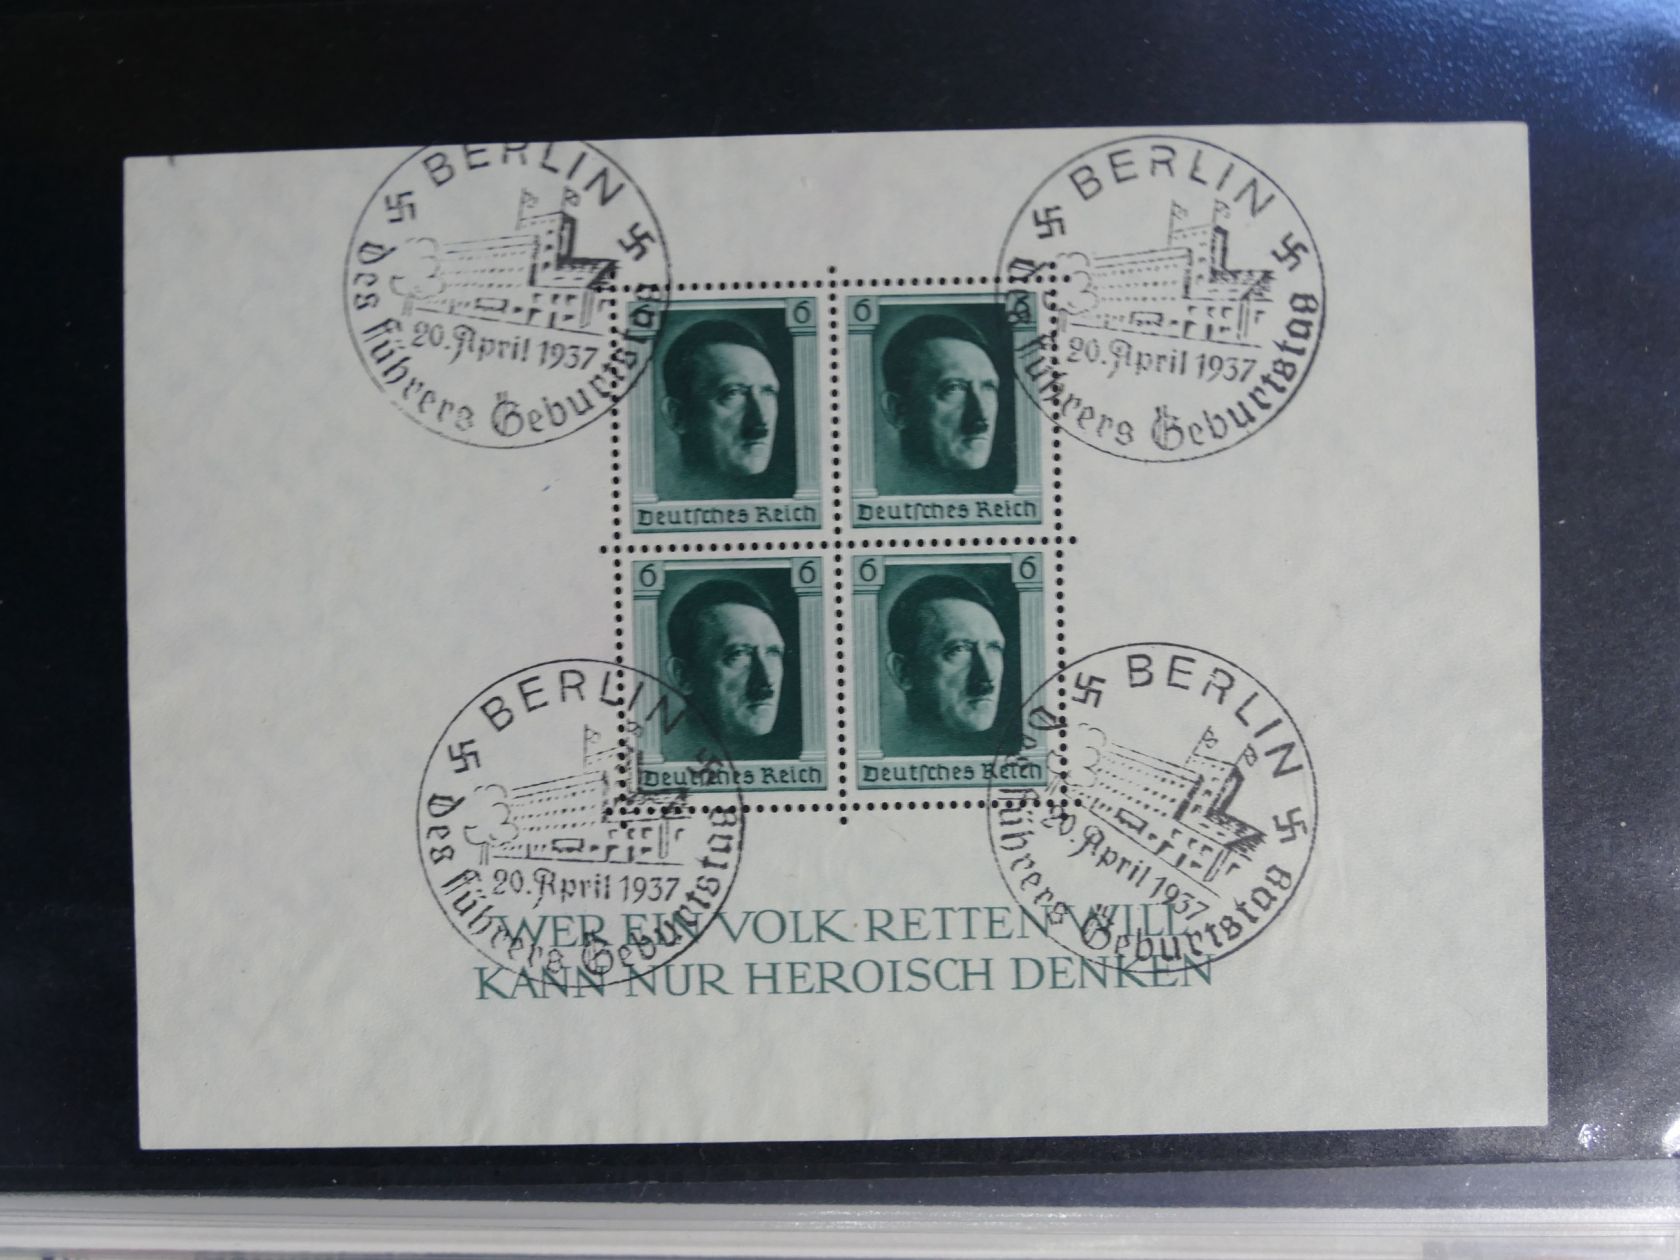 BERLIN
20. April 1937
Des Führers Geburtstag
BERLIN
20. April 1937
Des Führers Geburtstag
6 6
Deutsches Reich
6 6
Deutsches Reich
6 6
Deutsches Reich
6 6
Deutsches Reich
BERLIN
20. April 1937
Des Führers Geburtstag
BERLIN
20. April 1937
Des Führers Geburtstag
WER EIN VOLK RETTEN WILL
KANN NUR HEROISCH DENKEN